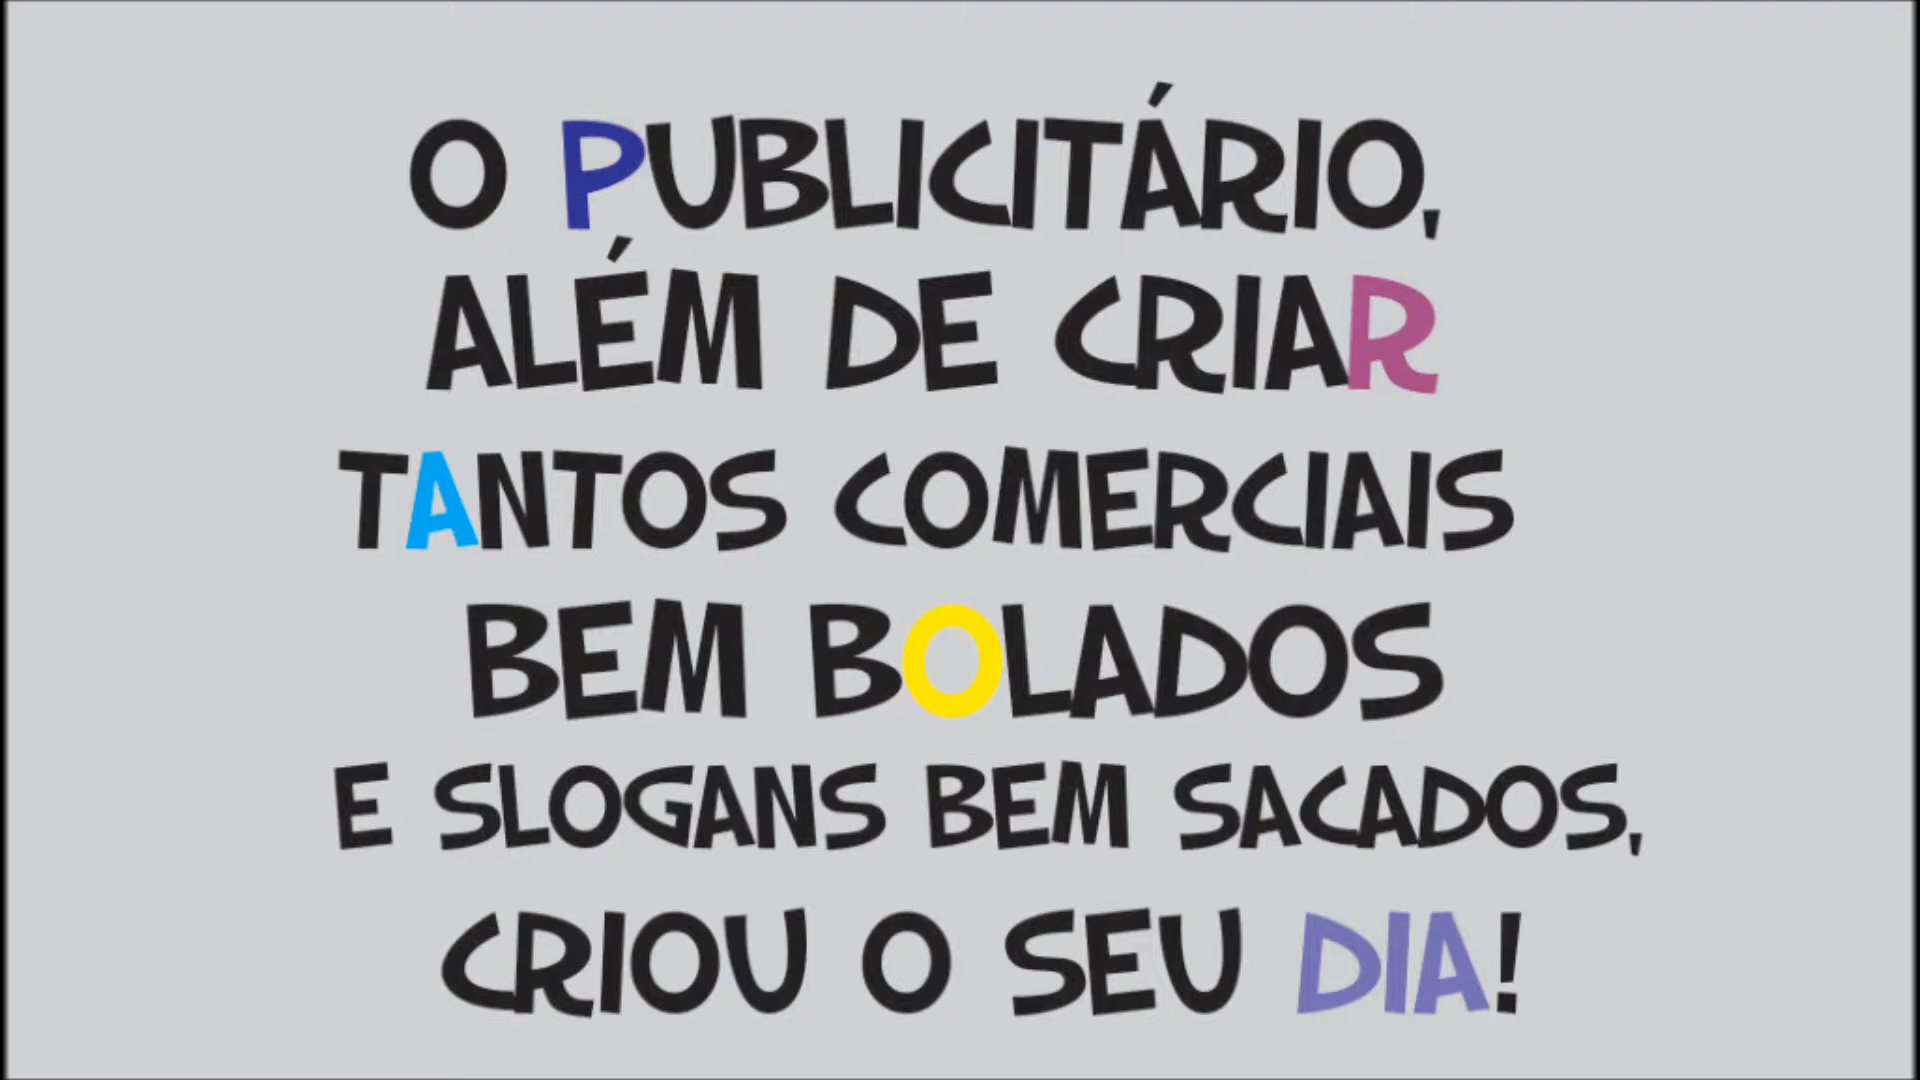 O PUBLICITÁRIO,
ALÉM DE CRIAR
TANTOS COMERCIAIS
BEM BOLADOS
E SLOGANS BEM SACADOS,
CRIOU O SEU DIA!